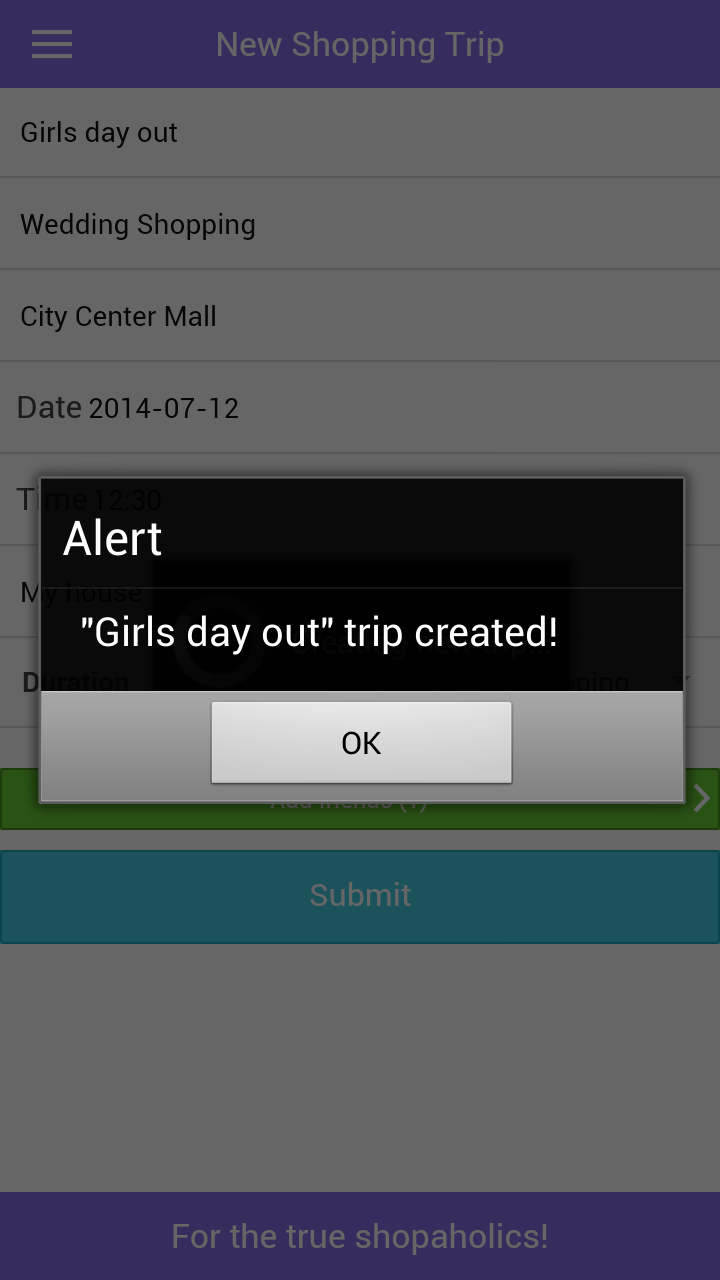 New Shopping Trip
Girls day out
Wedding Shopping
City Center Mall
Date 2014-07-12
Time 12:30
Alert
My house
"Girls day out" trip created!
Duration
OK
Add friends (1)
Submit
For the true shopaholics!